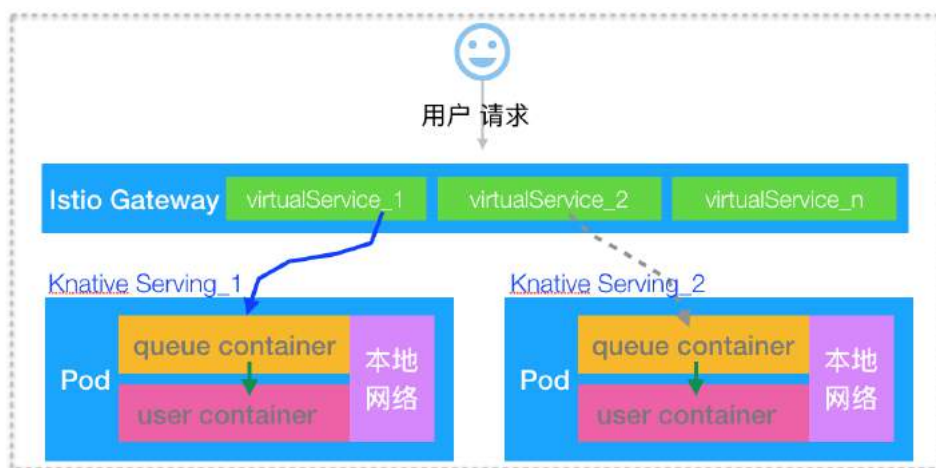 用户 请求
Istio Gateway virtualService_1 virtualService_2 virtualService_n
Knative Serving_1
Knative Serving_2
Pod
queue container
user container
本地
网络
Pod
queue container
user container
本地
网络